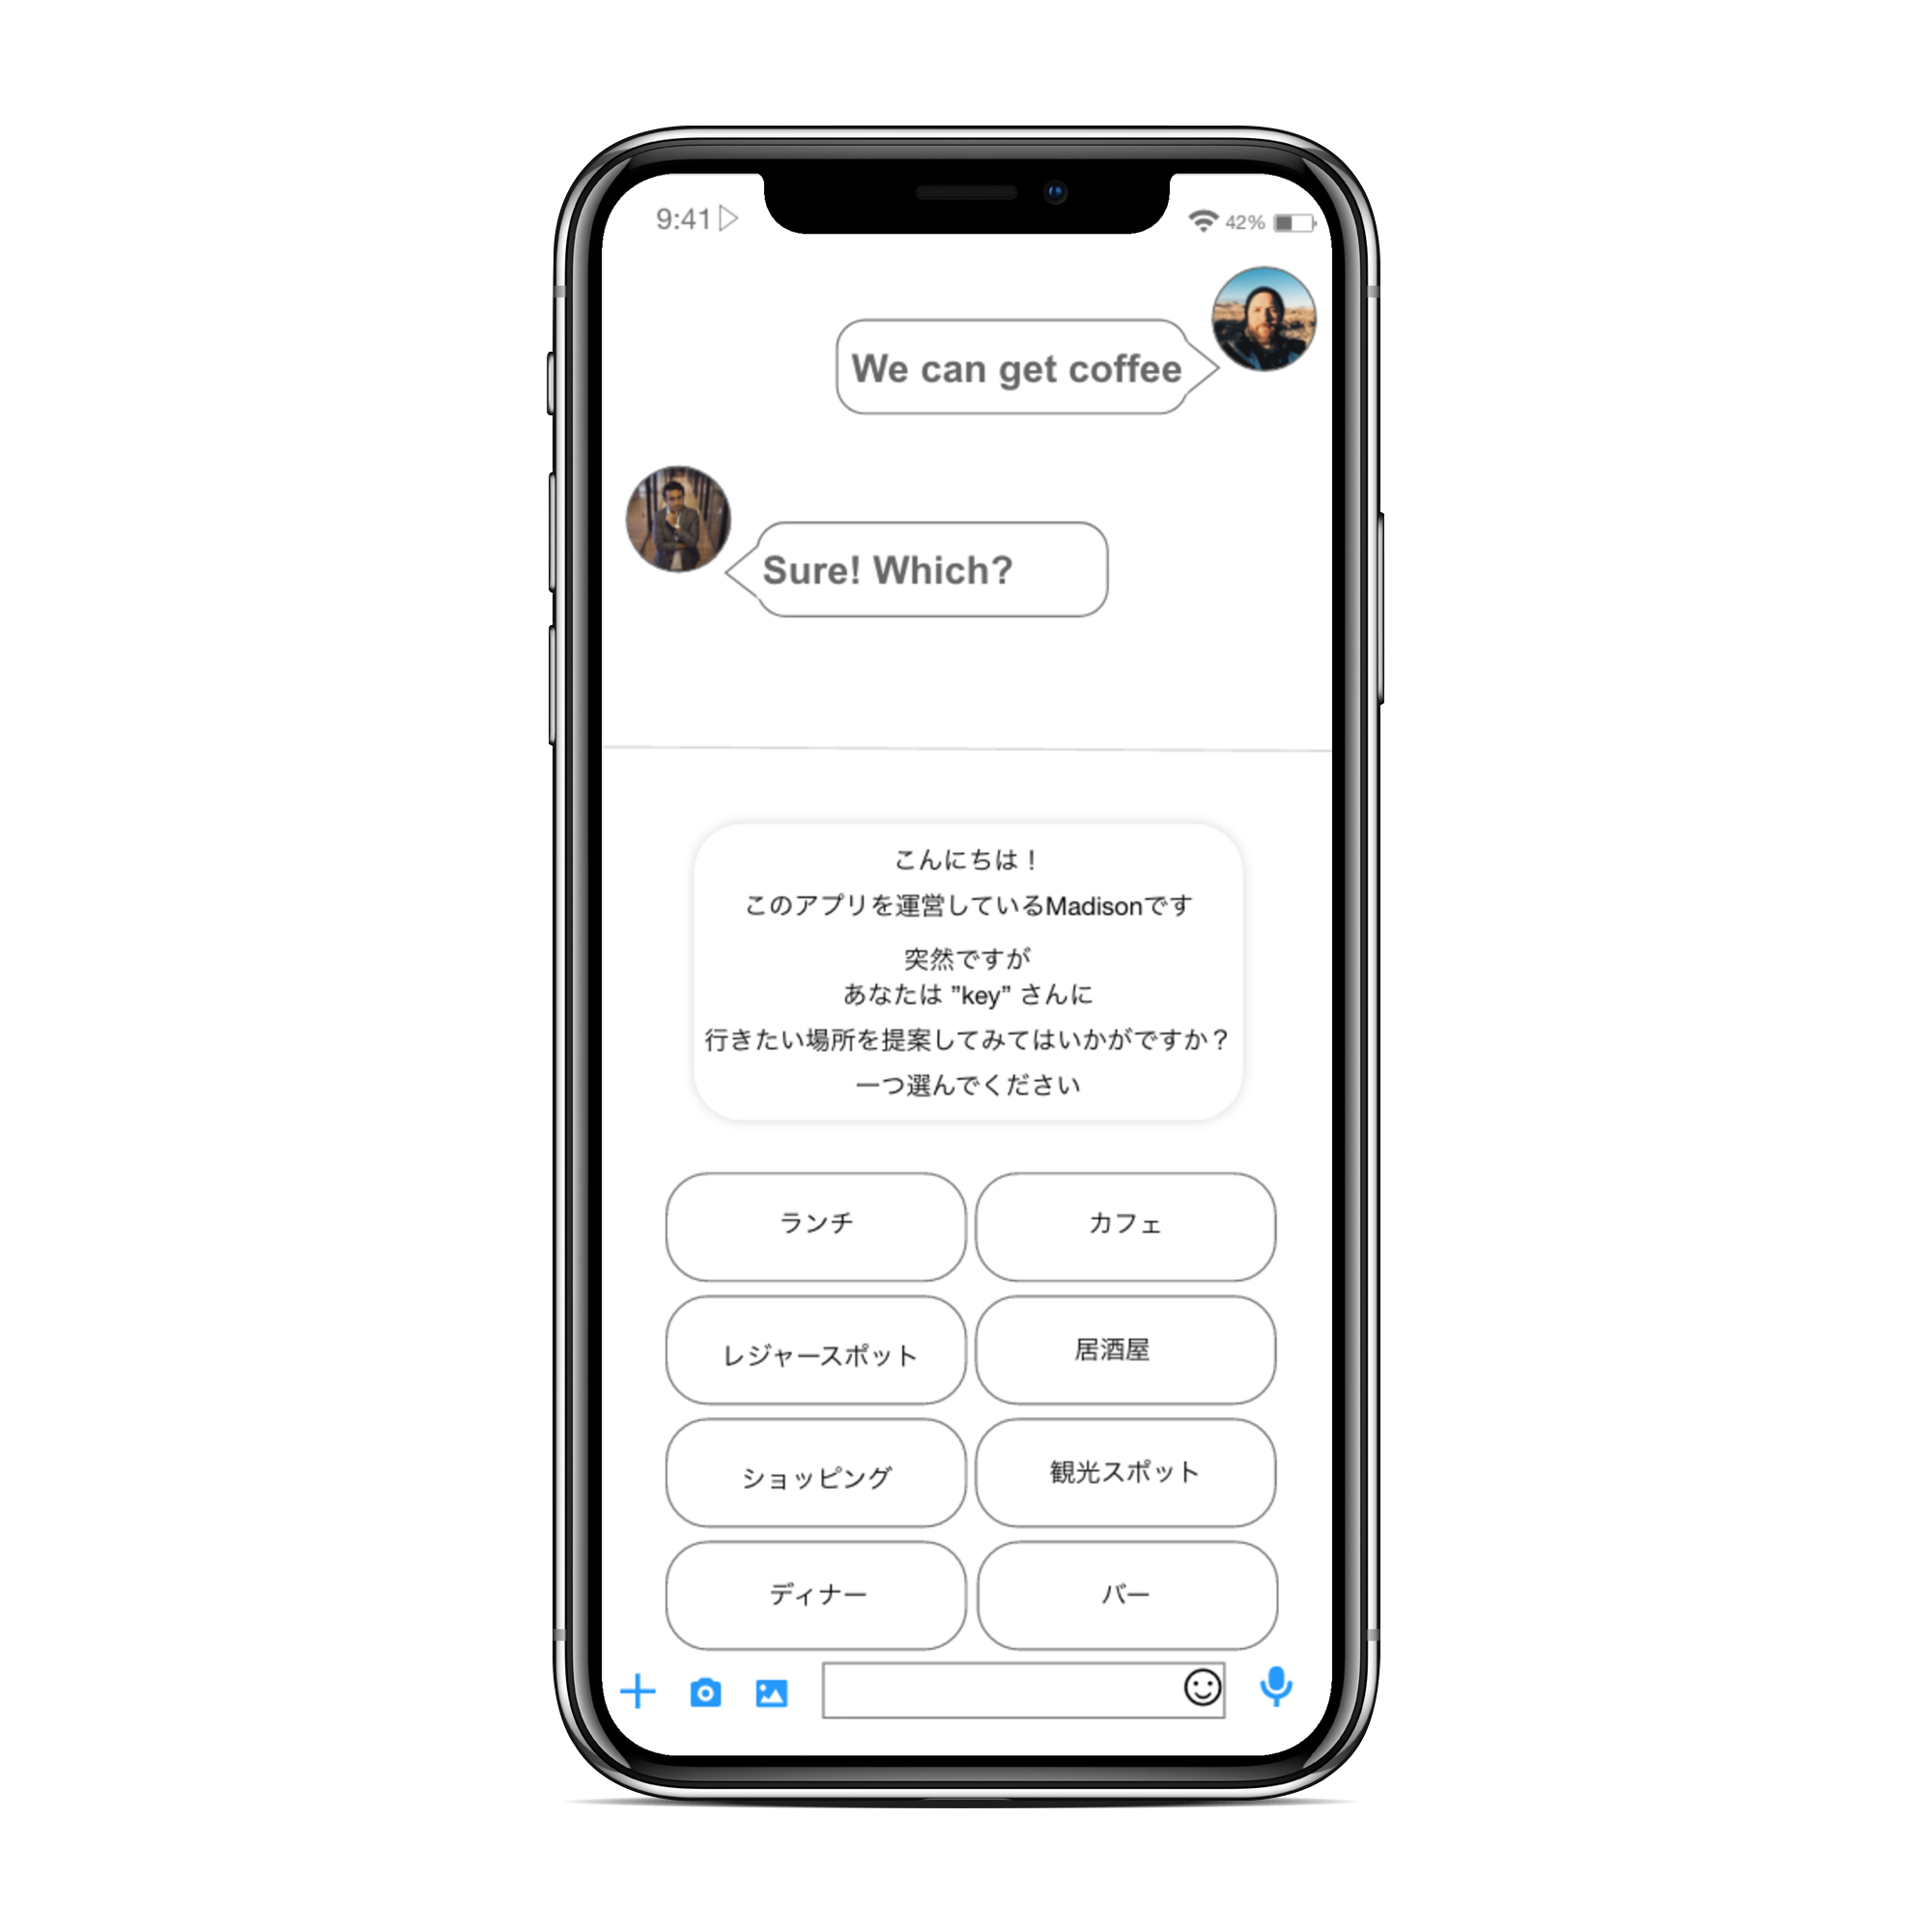 9:41
42%
We can get coffee
Sure! Which?
こんにちは！
このアプリを運営しているMadisonです
突然ですが
あなたは ”key” さんに
行きたい場所を提案してみてはいかがですか？
一つ選んでください
ランチ
カフェ
レジャースポット
居酒屋
ショッピング
観光スポット
ディナー
バー